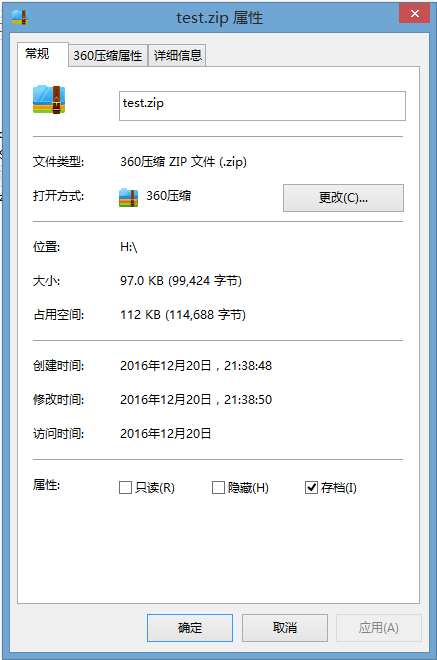 test.zip 属性
常规 360压缩属性 详细信息
test.zip
文件类型: 360压缩 ZIP 文件 (.zip)
打开方式: 360压缩 更改(C)...
位置: H:\
大小: 97.0 KB (99,424 字节)
占用空间: 112 KB (114,688 字节)
创建时间: 2016年12月20日，21:38:48
修改时间: 2016年12月20日，21:38:50
访问时间: 2016年12月20日
属性: 只读(R) 隐藏(H) 存档(I)
确定 取消 应用(A)